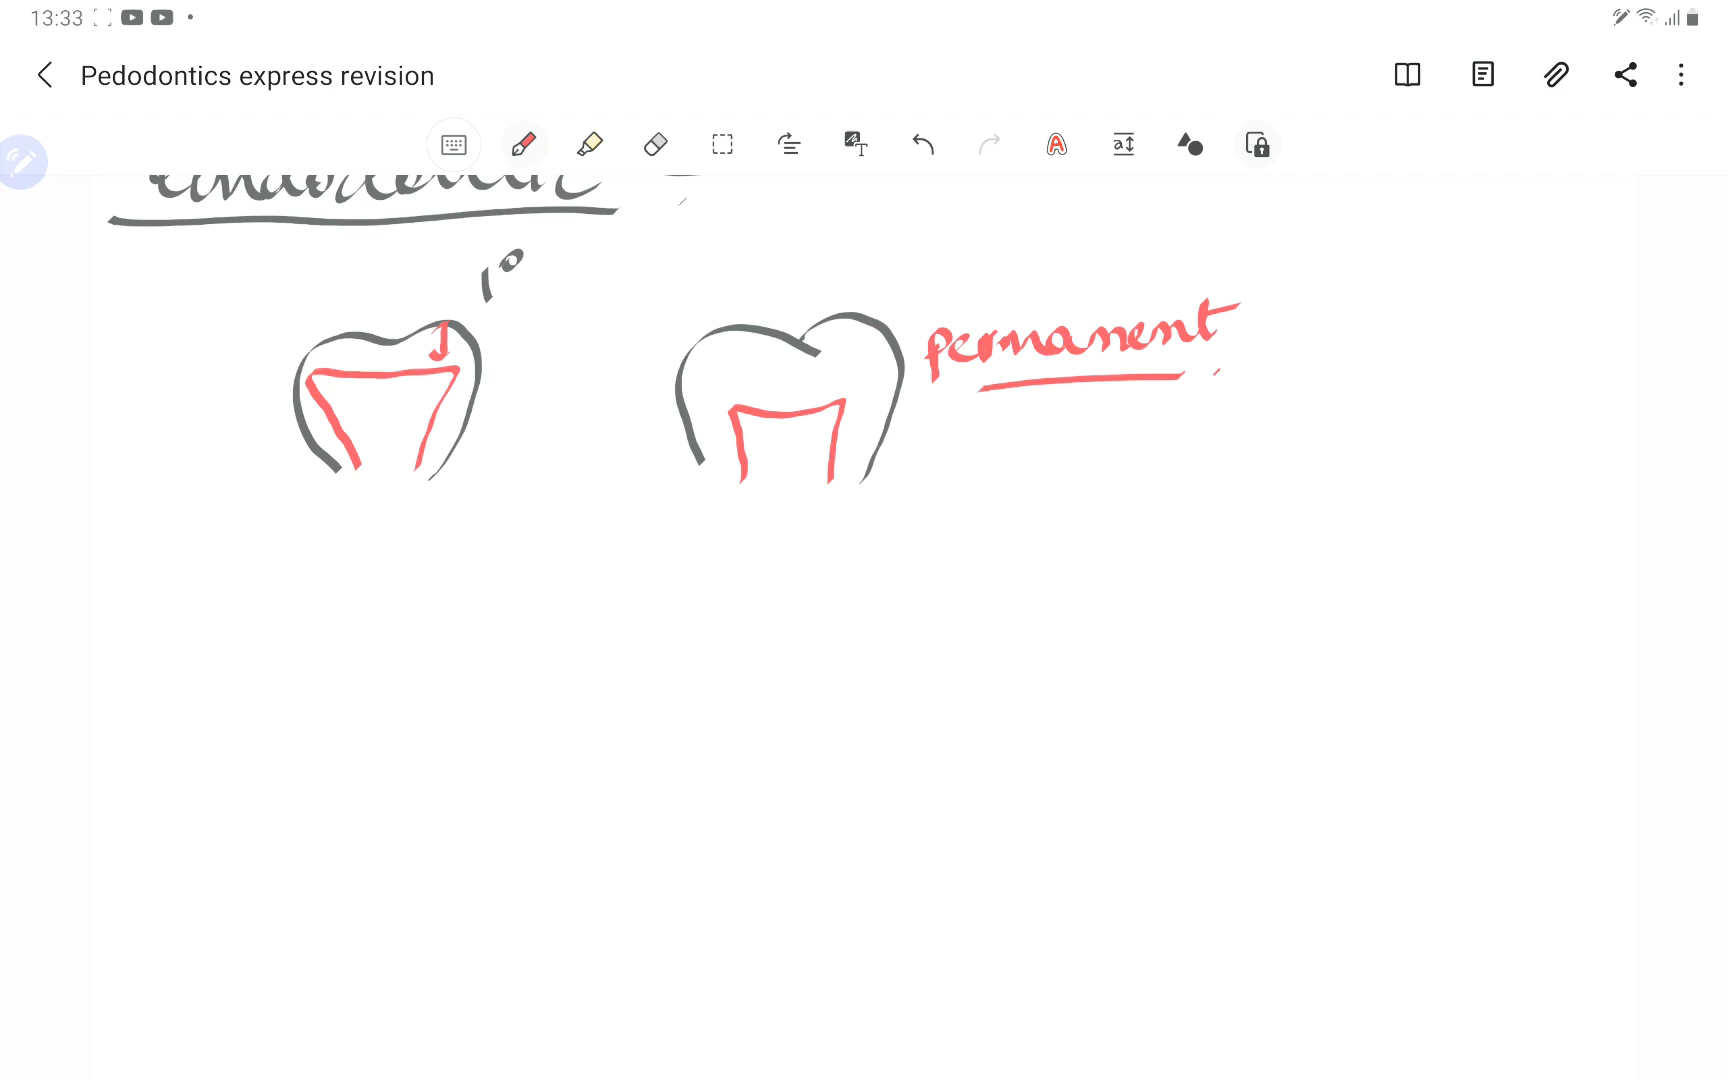 13:33
Pedodontics express revision
1°
permanent